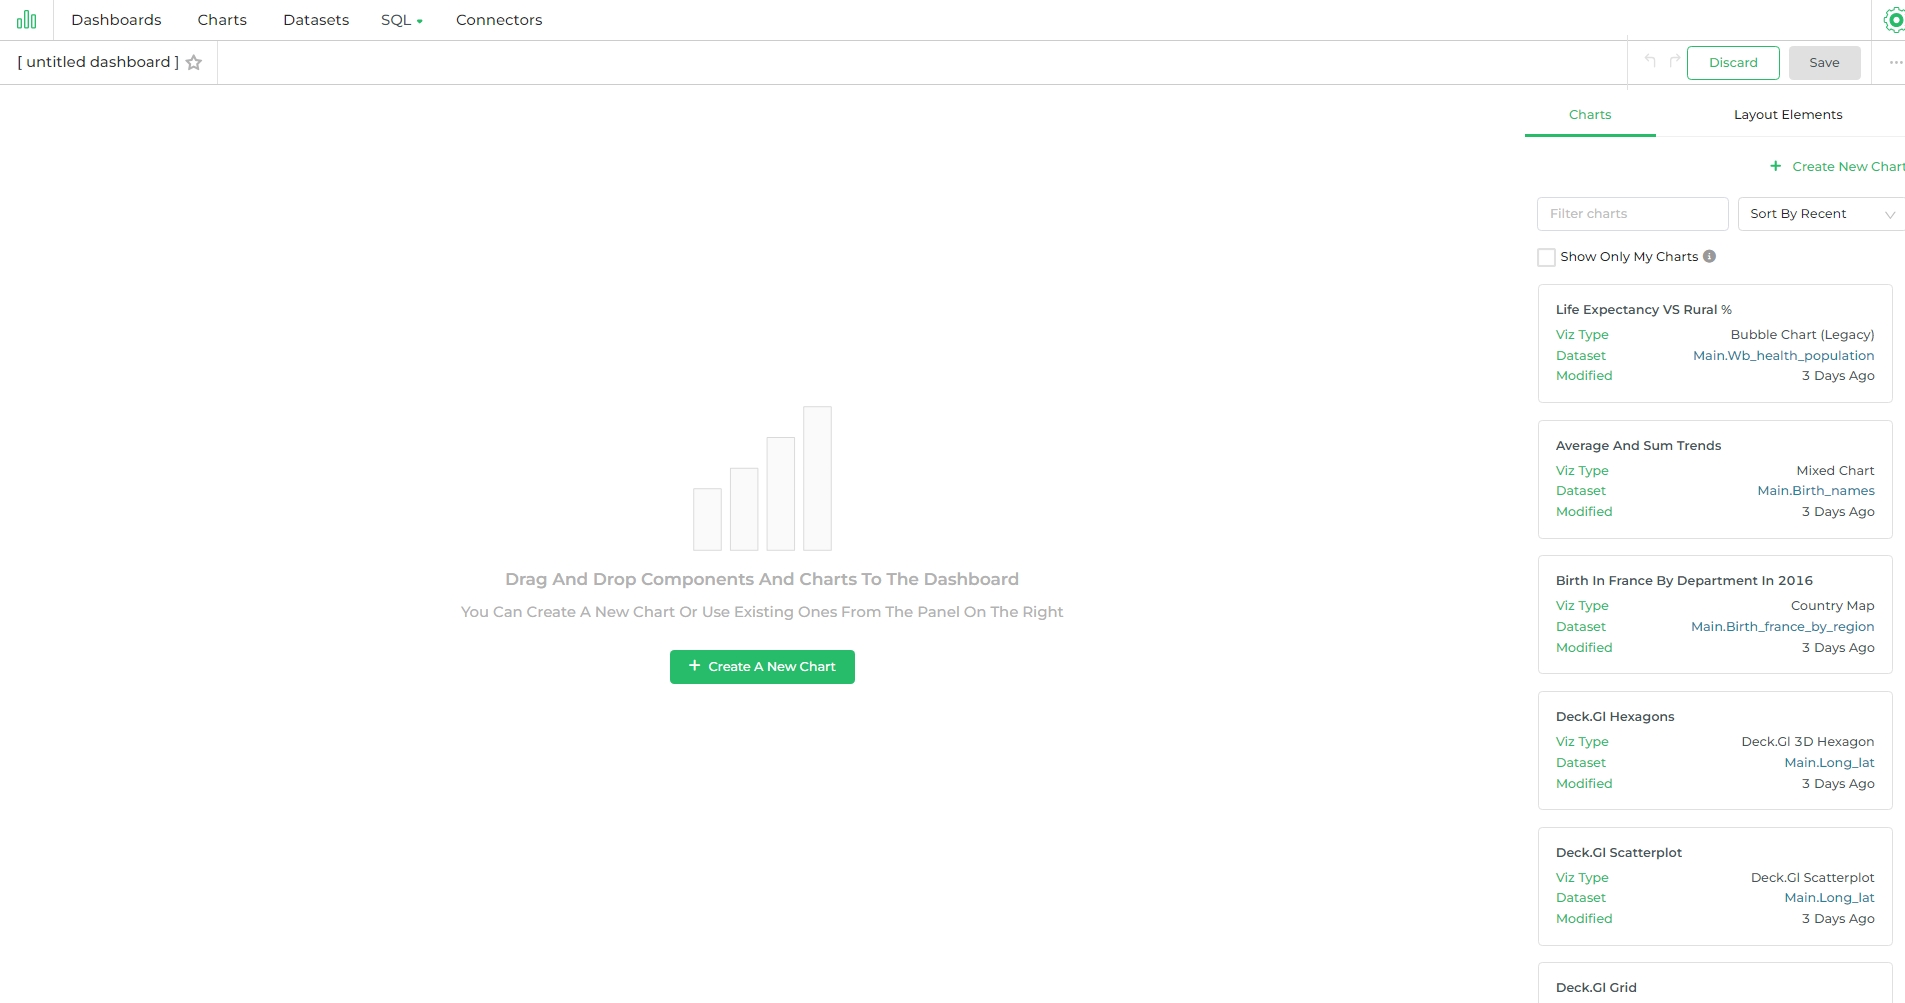 Dashboards Charts Datasets SQL Connectors
[ untitled dashboard ] Discard Save
Charts Layout Elements
+ Create New Chart
Filter charts Sort By Recent
Show Only My Charts
Life Expectancy VS Rural %
Viz Type Bubble Chart (Legacy)
Dataset Main.Wb_health_population
Modified 3 Days Ago
Average And Sum Trends
Viz Type Mixed Chart
Dataset Main.Birth_names
Modified 3 Days Ago
Birth In France By Department In 2016
Viz Type Country Map
Dataset Main.Birth_france_by_region
Modified 3 Days Ago
Deck.Gl Hexagons
Viz Type Deck.Gl 3D Hexagon
Dataset Main.Long_lat
Modified 3 Days Ago
Deck.Gl Scatterplot
Viz Type Deck.Gl Scatterplot
Dataset Main.Long_lat
Modified 3 Days Ago
Deck.Gl Grid
Drag And Drop Components And Charts To The Dashboard
You Can Create A New Chart Or Use Existing Ones From The Panel On The Right
+ Create A New Chart